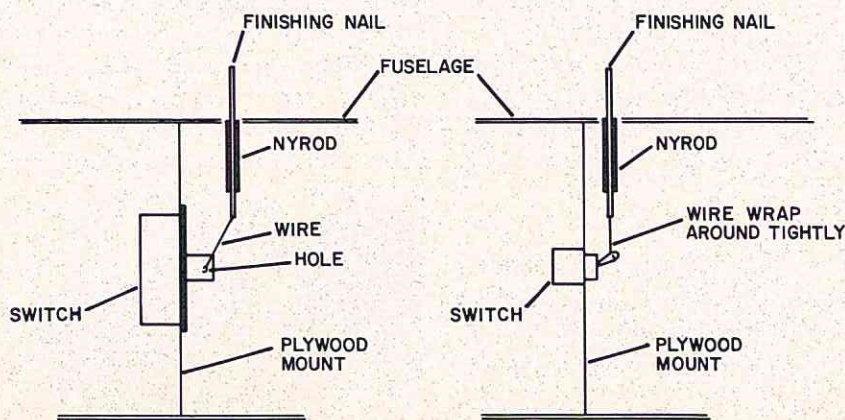 FINISHING NAIL
FUSELAGE
NYROD
WIRE
HOLE
SWITCH
PLYWOOD
MOUNT
FINISHING NAIL
NYROD
WIRE WRAP
AROUND TIGHTLY
SWITCH
PLYWOOD
MOUNT